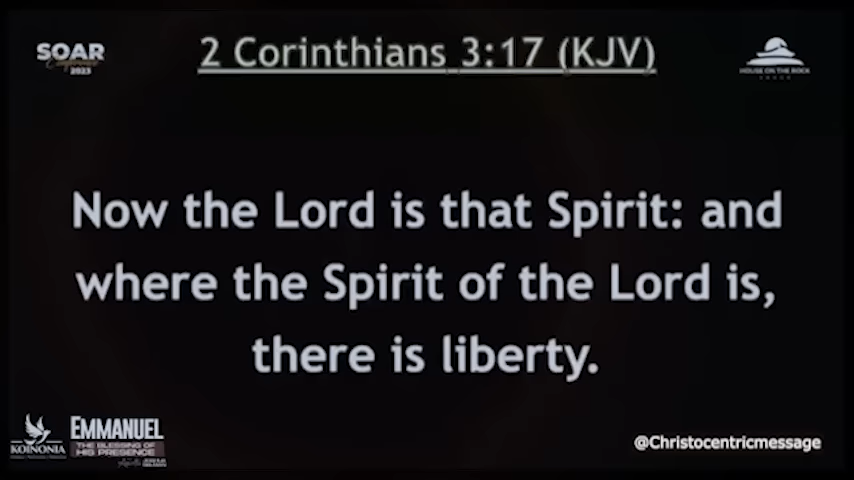 SOAR
Conference
2023
2 Corinthians 3:17 (KJV)
HOUSE ON THE ROCK
Now the Lord is that Spirit: and
where the Spirit of the Lord is,
there is liberty.
KOINONIA
EMMANUEL
THE BLESSING OF
HIS PRESENCE
@Christocentricmessage